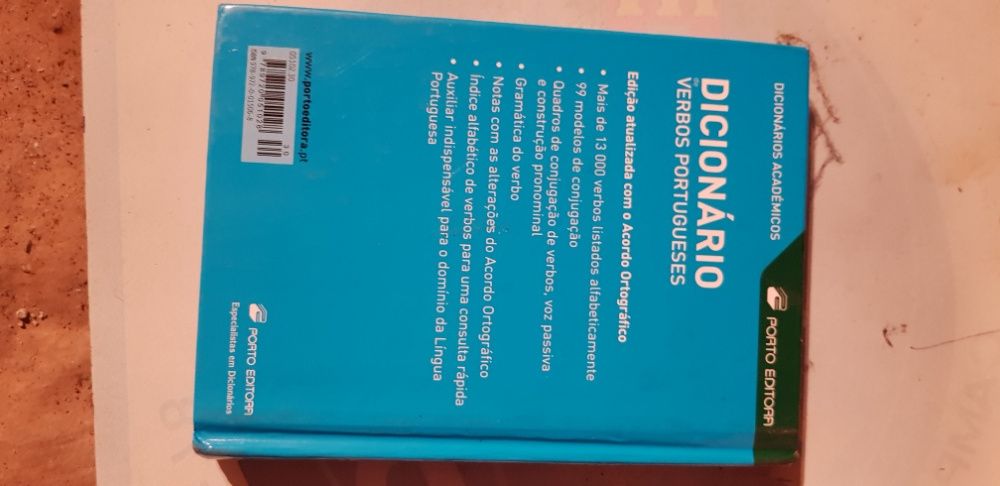 DICIONÁRIOS ACADÉMICOS
PORTO EDITORA
DICIONÁRIO
de
VERBOS PORTUGUESES
Edição atualizada com o Acordo Ortográfico
• Mais de 13 000 verbos listados alfabeticamente
• 99 modelos de conjugação
• Quadros de conjugação de verbos, voz passiva
e construção pronominal
• Gramática do verbo
• Notas com as alterações do Acordo Ortográfico
• Índice alfabético de verbos para uma consulta rápida
• Auxiliar indispensável para o domínio da Língua
Portuguesa
www.portoeditora.pt
30
PORTO EDITORA
Especialistas em Dicionários